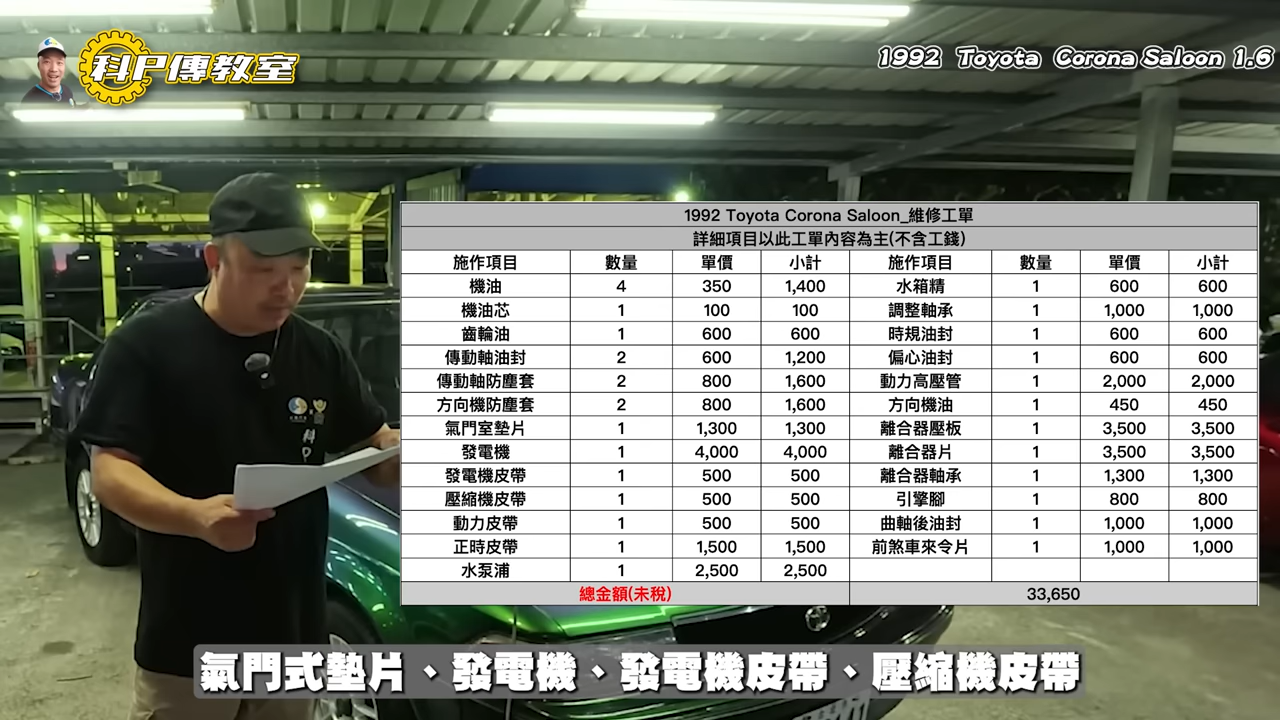 科P傳教室
1992 Toyota Corona Saloon 1.6
1992 Toyota Corona Saloon_維修工單
詳細項目以此工單內容為主(不含工錢)
施作項目 數量 單價 小計 施作項目 數量 單價 小計
機油 4 350 1,400 水箱精 1 600 600
機油芯 1 100 100 調整軸承 1 1,000 1,000
齒輪油 1 600 600 時規油封 1 600 600
傳動軸油封 2 600 1,200 偏心油封 1 600 600
傳動軸防塵套 2 800 1,600 動力高壓管 1 2,000 2,000
方向機防塵套 2 800 1,600 方向機油 1 450 450
氣門室墊片 1 1,300 1,300 離合器壓板 1 3,500 3,500
發電機 1 4,000 4,000 離合器片 1 3,500 3,500
發電機皮帶 1 500 500 離合器軸承 1 1,300 1,300
壓縮機皮帶 1 500 500 引擎腳 1 800 800
動力皮帶 1 500 500 曲軸後油封 1 1,000 1,000
正時皮帶 1 1,500 1,500 前煞車來令片 1 1,000 1,000
水泵浦 1 2,500 2,500
總金額(未稅) 33,650
科P
氣門式墊片、發電機、發電機皮帶、壓縮機皮帶